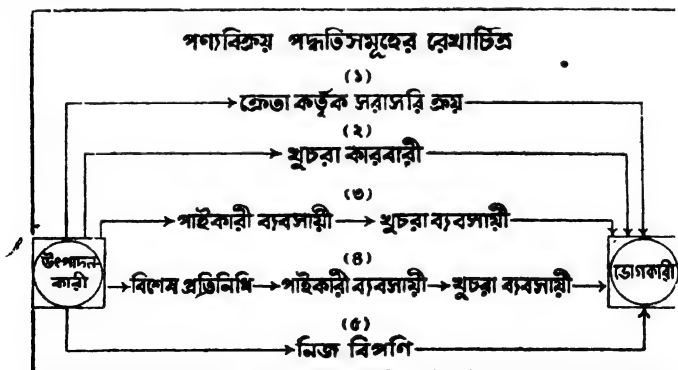 পণ্যবিক্রয় পদ্ধতিসমূহের রেখাচিত্র
(১)
ক্রেতা কর্তৃক সরাসরি ক্রয়
(২)
খুচরা কারবারী
(৩)
পাইকারী ব্যবসায়ী খুচরা ব্যবসায়ী
উৎপাদন-
কারী
ভোগকারী
(৪)
বিশেষ প্রতিনিধি পাইকারী ব্যবসায়ী খুচরা ব্যবসায়ী
(৫)
নিজ বিপণি